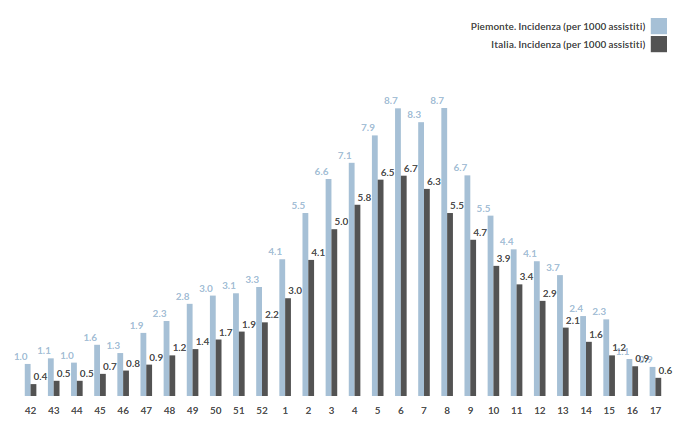 Piemonte. Incidenza (per 1000 assistiti)
Italia. Incidenza (per 1000 assistiti)
8.7 8.7
8.3
7.9
7.1
6.6 6.7 6.7
6.5 6.3
5.8
5.5 5.5 5.5
5.0
4.7
4.1 4.1 4.4 4.1
3.9
3.7
3.3 3.4
2.8 3.0 3.1 3.0 2.9
2.3 2.2 2.4 2.3
1.9 1.9 2.1
1.6 1.7 1.6
1.0 1.1 1.0 1.3 1.2 1.4 1.2 1.1
0.4 0.5 0.5 0.7 0.8 0.9 0.9 0.6
42 43 44 45 46 47 48 49 50 51 52 1 2 3 4 5 6 7 8 9 10 11 12 13 14 15 16 17